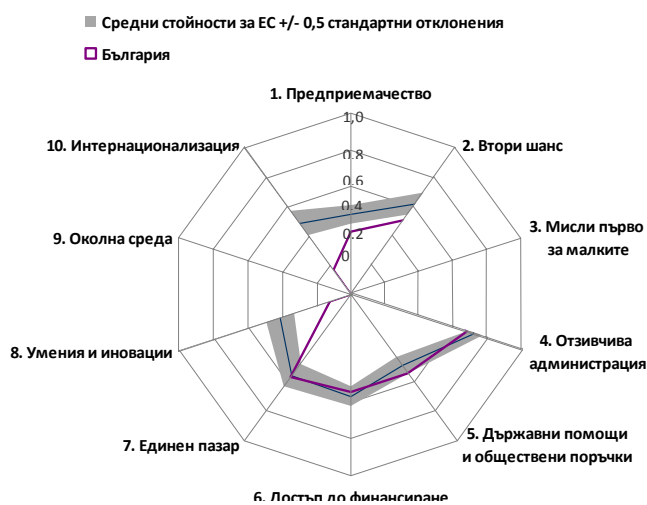 Средни стойности за ЕС +/- 0,5 стандартни отклонения
България
1. Предприемачество
1,0
10. Интернационализация
2. Втори шанс
0.8
0.6
0.4
9. Околна среда
0.2
3. Мисли първо
за малките
0
8. Умения и иновации
4. Отзивчива
администрация
7. Единен пазар
5. Държавни помощи
и обществени поръчки
6. Достъп до финансиране